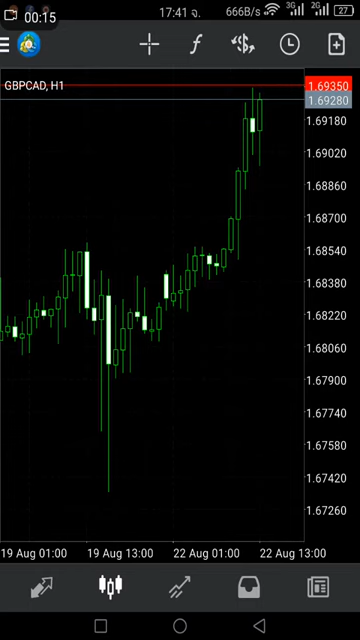 00:15
17:41 จ.
666B/s
3G
2G
27
f
GBPCAD, H1
1.69350
1.69280
1.69180
1.69020
1.68860
1.68700
1.68540
1.68380
1.68220
1.68060
1.67900
1.67740
1.67580
1.67420
1.67260
19 Aug 01:00
19 Aug 13:00
22 Aug 01:00
22 Aug 13:00